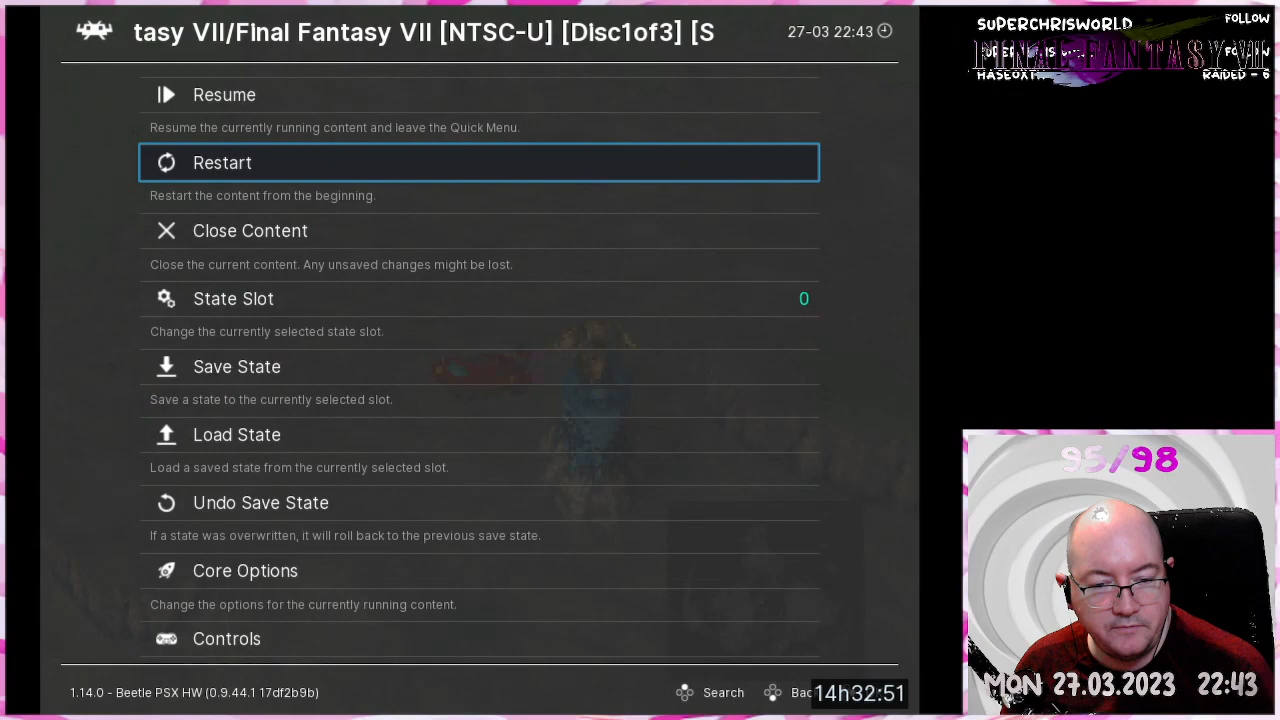 tasy VII/Final Fantasy VII [NTSC-U] [Disc1of3] [S
27-03 22:43
Resume
Resume the currently running content and leave the Quick Menu.
Restart
Restart the content from the beginning.
Close Content
Close the current content. Any unsaved changes might be lost.
State Slot 0
Change the currently selected state slot.
Save State
Save a state to the currently selected slot.
Load State
Load a saved state from the currently selected slot.
Undo Save State
If a state was overwritten, it will roll back to the previous save state.
Core Options
Change the options for the currently running content.
Controls
1.14.0 - Beetle PSX HW (0.9.44.1 17df2b9b)
Search
14h32:51
SUPERCHRISWORLD
FOLLOW
FINAL FANTASY VII
RAIDED - 6
95/98
MON 27.03.2023 22:43